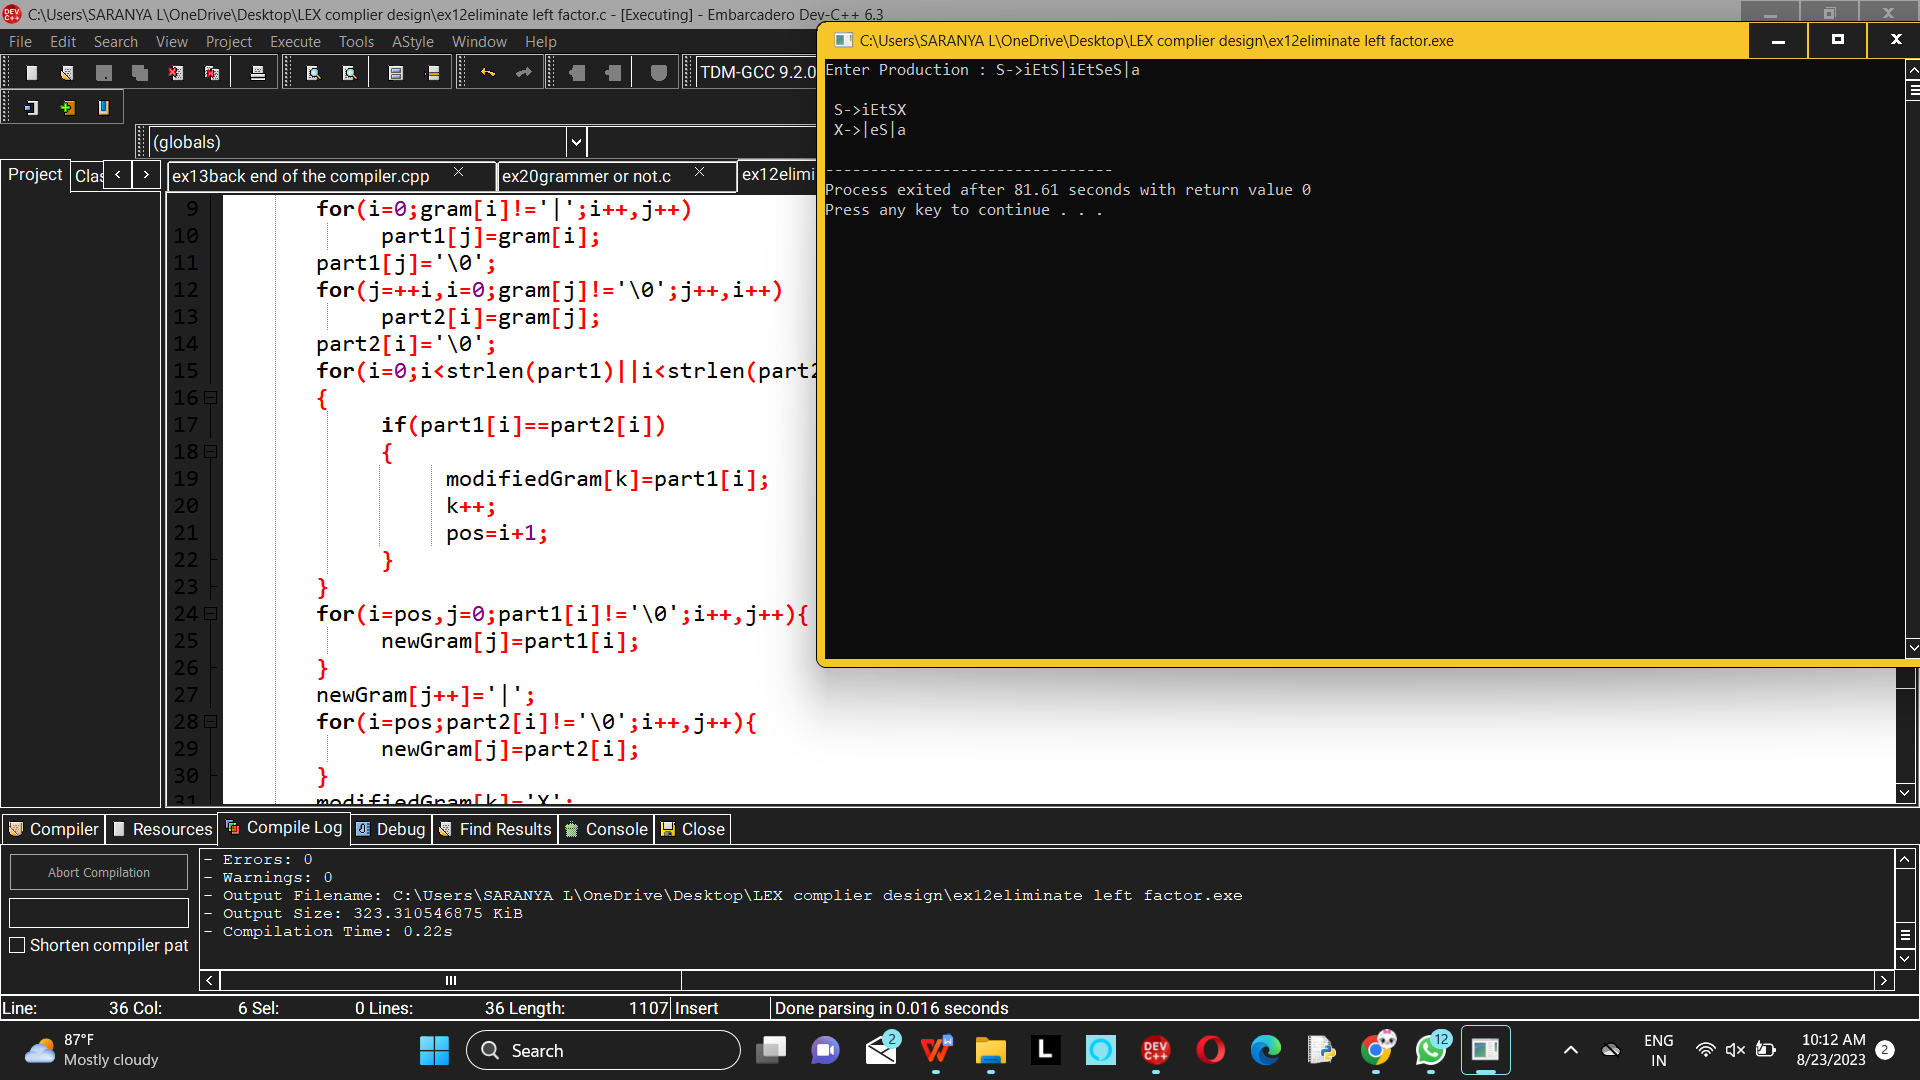 C:\Users\SARANYA L\OneDrive\Desktop\LEX complier design\ex12eliminate left factor.c - [Executing] - Embarcadero Dev-C++ 6.3
File Edit Search View Project Execute Tools AStyle Window Help
TDM-GCC 9.2.0
(globals)
Project Clas < >
ex13back end of the compiler.cpp ex20grammer or not.c ex12elimi
9 for(i=0;gram[i]!='|';i++,j++)
10 part1[j]=gram[i];
11 part1[j]='\0';
12 for(j=++i,i=0;gram[j]!='\0';j++,i++)
13 part2[i]=gram[j];
14 part2[i]='\0';
15 for(i=0;i<strlen(part1)||i<strlen(part2
16 {
17 if(part1[i]==part2[i])
18 {
19 modifiedGram[k]=part1[i];
20 k++;
21 pos=i+1;
22 }
23 }
24 for(i=pos,j=0;part1[i]!='\0';i++,j++){
25 newGram[j]=part1[i];
26 }
27 newGram[j++]='|';
28 for(i=pos;part2[i]!='\0';i++,j++){
29 newGram[j]=part2[i];
30 }
31 modifiedGram[k]='X';
C:\Users\SARANYA L\OneDrive\Desktop\LEX complier design\ex12eliminate left factor.exe
Enter Production : S->iEtS|iEtSeS|a
S->iEtSX
X->|eS|a
--------------------------------
Process exited after 81.61 seconds with return value 0
Press any key to continue . . .
Compiler Resources Compile Log Debug Find Results Console Close
Abort Compilation
Shorten compiler pat
- Errors: 0
- Warnings: 0
- Output Filename: C:\Users\SARANYA L\OneDrive\Desktop\LEX complier design\ex12eliminate left factor.exe
- Output Size: 323.310546875 KiB
- Compilation Time: 0.22s
Line: 36 Col: 6 Sel: 0 Lines: 36 Length: 1107 Insert Done parsing in 0.016 seconds
87°F
Mostly cloudy
Search
2
L
DEV C++
12
ENG
IN
10:12 AM
8/23/2023
2